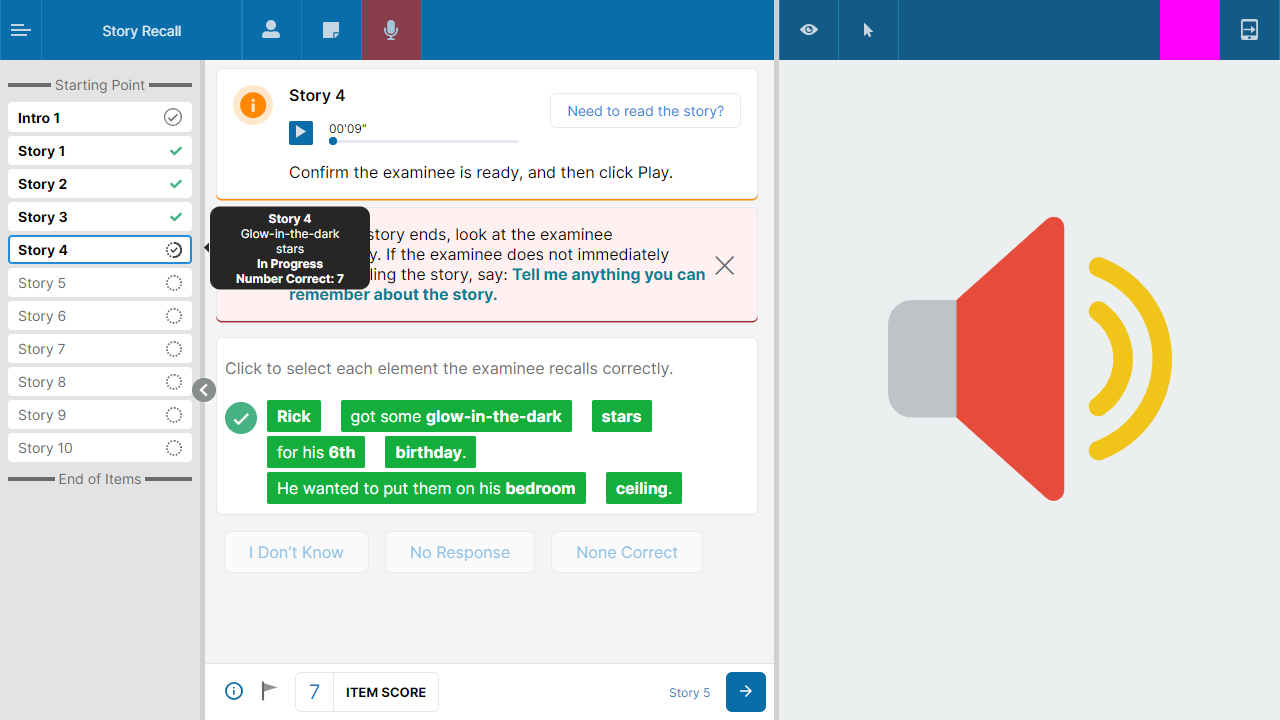 Story Recall
Starting Point
Intro 1
Story 1
Story 2
Story 3
Story 4
Story 5
Story 6
Story 7
Story 8
Story 9
Story 10
End of Items
Story 4
00'09"
Need to read the story?
Confirm the examinee is ready, and then click Play.
Story 4
Glow-in-the-dark
stars
In Progress
Number Correct: 7
story ends, look at the examinee
If the examinee does not immediately
the story, say: Tell me anything you can
remember about the story.
Click to select each element the examinee recalls correctly.
Rick got some glow-in-the-dark stars
for his 6th birthday.
He wanted to put them on his bedroom ceiling.
I Don't Know No Response None Correct
7 ITEM SCORE
Story 5